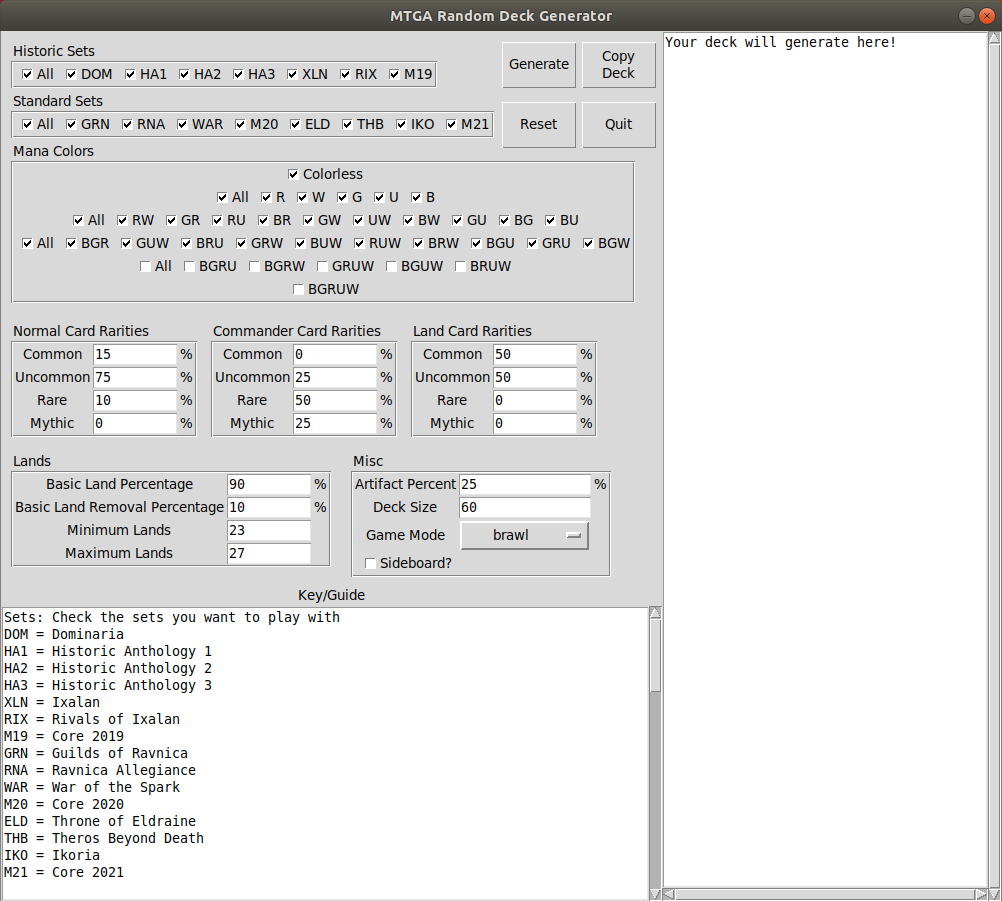 MTGA Random Deck Generator
Historic Sets
All DOM HA1 HA2 HA3 XLN RIX M19
Generate
Copy
Deck
Standard Sets
All GRN RNA WAR M20 ELD THB IKO M21
Reset
Quit
Mana Colors
Colorless
All R W G U B
All RW GR RU BR GW UW BW GU BG BU
All BGR GUW BRU GRW BUW RUW BRW BGU GRU BGW
All BGRU BGRW GRUW BGUW BRUW
BGRUW
Normal Card Rarities
Common 15 %
Uncommon 75 %
Rare 10 %
Mythic 0 %
Commander Card Rarities
Common 0 %
Uncommon 25 %
Rare 50 %
Mythic 25 %
Land Card Rarities
Common 50 %
Uncommon 50 %
Rare 0 %
Mythic 0 %
Lands
Basic Land Percentage 90 %
Basic Land Removal Percentage 10 %
Minimum Lands 23
Maximum Lands 27
Misc
Artifact Percent 25 %
Deck Size 60
Game Mode brawl
Sideboard?
Key/Guide
Sets: Check the sets you want to play with
DOM = Dominaria
HA1 = Historic Anthology 1
HA2 = Historic Anthology 2
HA3 = Historic Anthology 3
XLN = Ixalan
RIX = Rivals of Ixalan
M19 = Core 2019
GRN = Guilds of Ravnica
RNA = Ravnica Allegiance
WAR = War of the Spark
M20 = Core 2020
ELD = Throne of Eldraine
THB = Theros Beyond Death
IKO = Ikoria
M21 = Core 2021
Your deck will generate here!